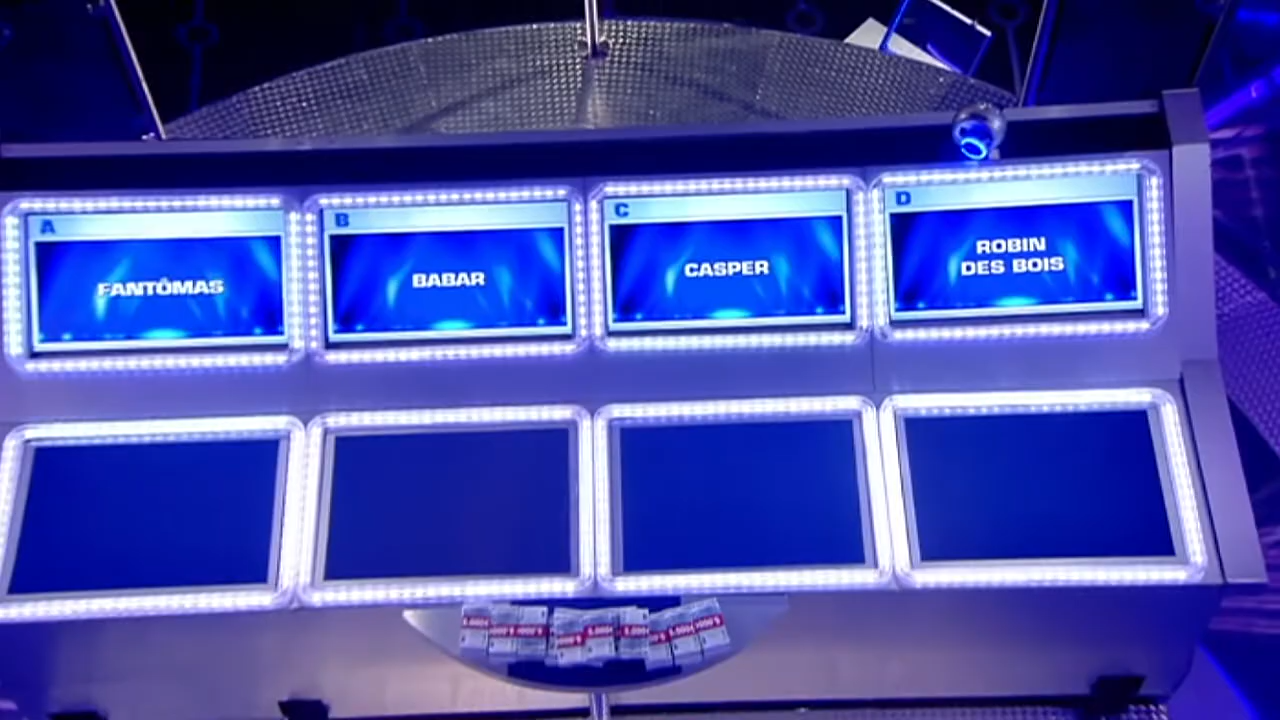 A
FANTÔMAS
B
BABAR
C
CASPER
D
ROBIN
DES BOIS